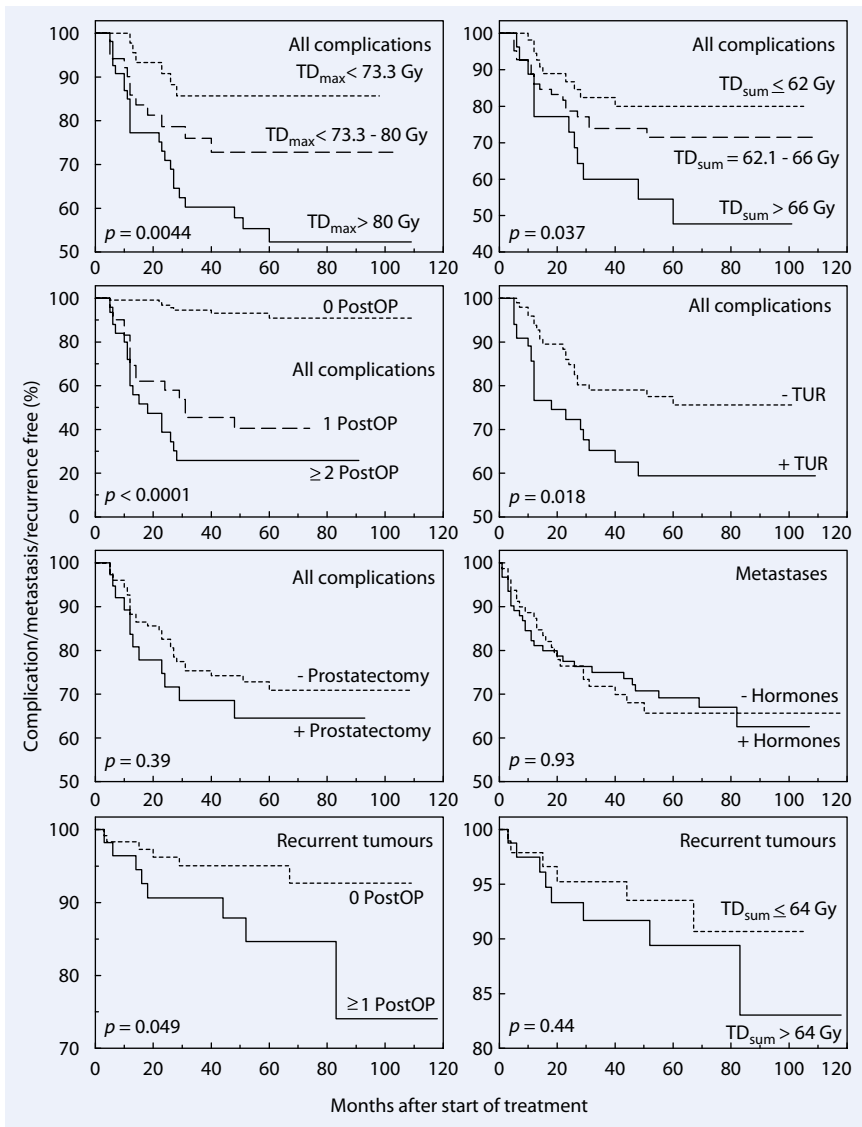 Complication/metastasis/recurrence free (%)
100
90
80
70
60
50
All complications
TDmax < 73.3 Gy
TDmax < 73.3 - 80 Gy
TDmax > 80 Gy
p = 0.0044
0 20 40 60 80 100 120
100
90
80
70
60
50
40
All complications
TDsum ≤ 62 Gy
TDsum = 62.1 - 66 Gy
TDsum > 66 Gy
p = 0.037
0 20 40 60 80 100 120
100
80
60
40
20
0
0 PostOP
All complications
1 PostOP
≥ 2 PostOP
p < 0.0001
0 20 40 60 80 100 120
100
90
80
70
60
50
All complications
- TUR
+ TUR
p = 0.018
0 20 40 60 80 100 120
100
90
80
70
60
50
All complications
- Prostatectomy
+ Prostatectomy
p = 0.39
0 20 40 60 80 100 120
100
90
80
70
60
50
Metastases
- Hormones
+ Hormones
p = 0.93
0 20 40 60 80 100 120
100
90
80
70
Recurrent tumours
0 PostOP
≥1 PostOP
p = 0.049
0 20 40 60 80 100 120
100
95
90
85
80
Recurrent tumours
TDsum ≤ 64 Gy
p = 0.44
TDsum > 64 Gy
0 20 40 60 80 100 120
Months after start of treatment